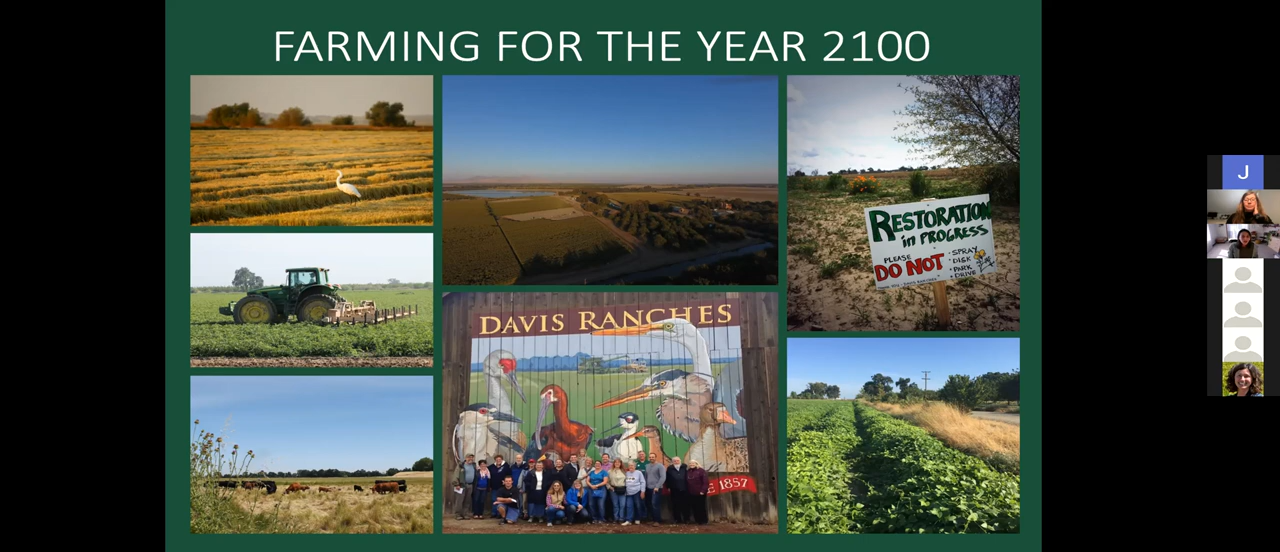 FARMING FOR THE YEAR 2100
RESTORATION
in PROGRESS
PLEASE
DO NOT
• SPRAY
• DISK
• PARK
• DRIVE
DAVIS RANCHES
1857
J